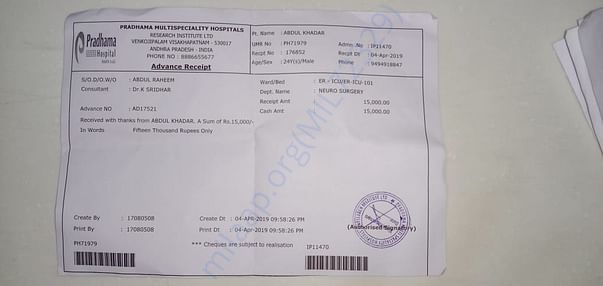 PRADHAMA MULTISPECIALITY HOSPITALS
RESEARCH INSTITUTE LTD
VENKOJIPALEM VISAKHAPATNAM - 530017
ANDHRA PRADESH - INDIA
PHONE NO : 8886655677
Advance Receipt
Pradhama
Hospital
Pt. Name : ABDUL KHADAR
UMR No : PH71979 Admn. No : IP11470
Recpt No : 176852 Recpt Dt : 04-Apr-2019
Age/Sex : 24Y(s)/Male Phone : 9494918847
S/O.D/O.W/O : ABDUL RAHEEM Ward/Bed : ER - ICU/ER-ICU-101
Consultant : Dr.K SRIDHAR Dept. Name : NEURO SURGERY
Receipt Amt 15,000.00
Advance NO : AD17521 Cash Amt 15,000.00
Received with thanks from ABDUL KHADAR. A Sum of Rs.15,000/-
In Words Fifteen Thousand Rupees Only
(Authorised Signatory)
Create By : 17080508 Create Dt : 04-APR-2019 09:58:26 PM
Print By : 17080508 Print Dt : 04-Apr-2019 09:58:26 PM
PH71979 *** Cheques are subject to realisation IP11470